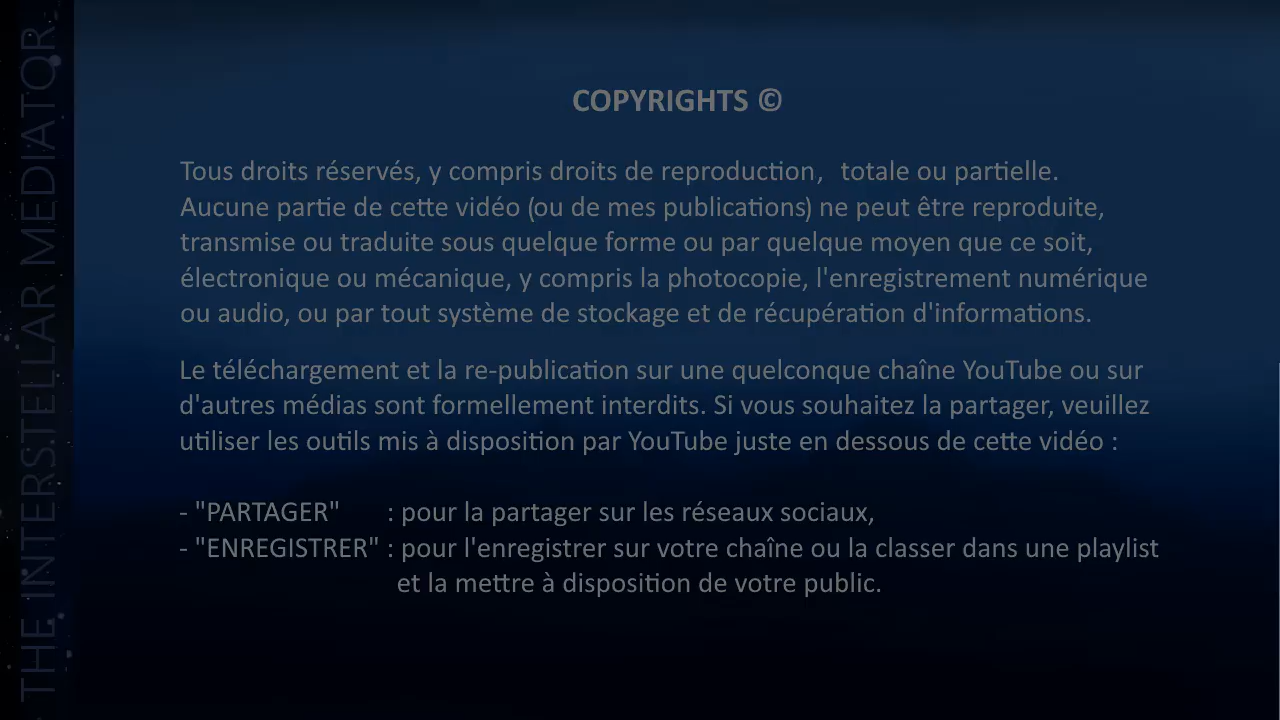 THE INTERSTELLAR MEDIATOR
COPYRIGHTS ©
Tous droits réservés, y compris droits de reproduction, totale ou partielle.
Aucune partie de cette vidéo (ou de mes publications) ne peut être reproduite,
transmise ou traduite sous quelque forme ou par quelque moyen que ce soit,
électronique ou mécanique, y compris la photocopie, l'enregistrement numérique
ou audio, ou par tout système de stockage et de récupération d'informations.
Le téléchargement et la re-publication sur une quelconque chaîne YouTube ou sur
d'autres médias sont formellement interdits. Si vous souhaitez la partager, veuillez
utiliser les outils mis à disposition par YouTube juste en dessous de cette vidéo :
- "PARTAGER" : pour la partager sur les réseaux sociaux,
- "ENREGISTRER" : pour l'enregistrer sur votre chaîne ou la classer dans une playlist
et la mettre à disposition de votre public.